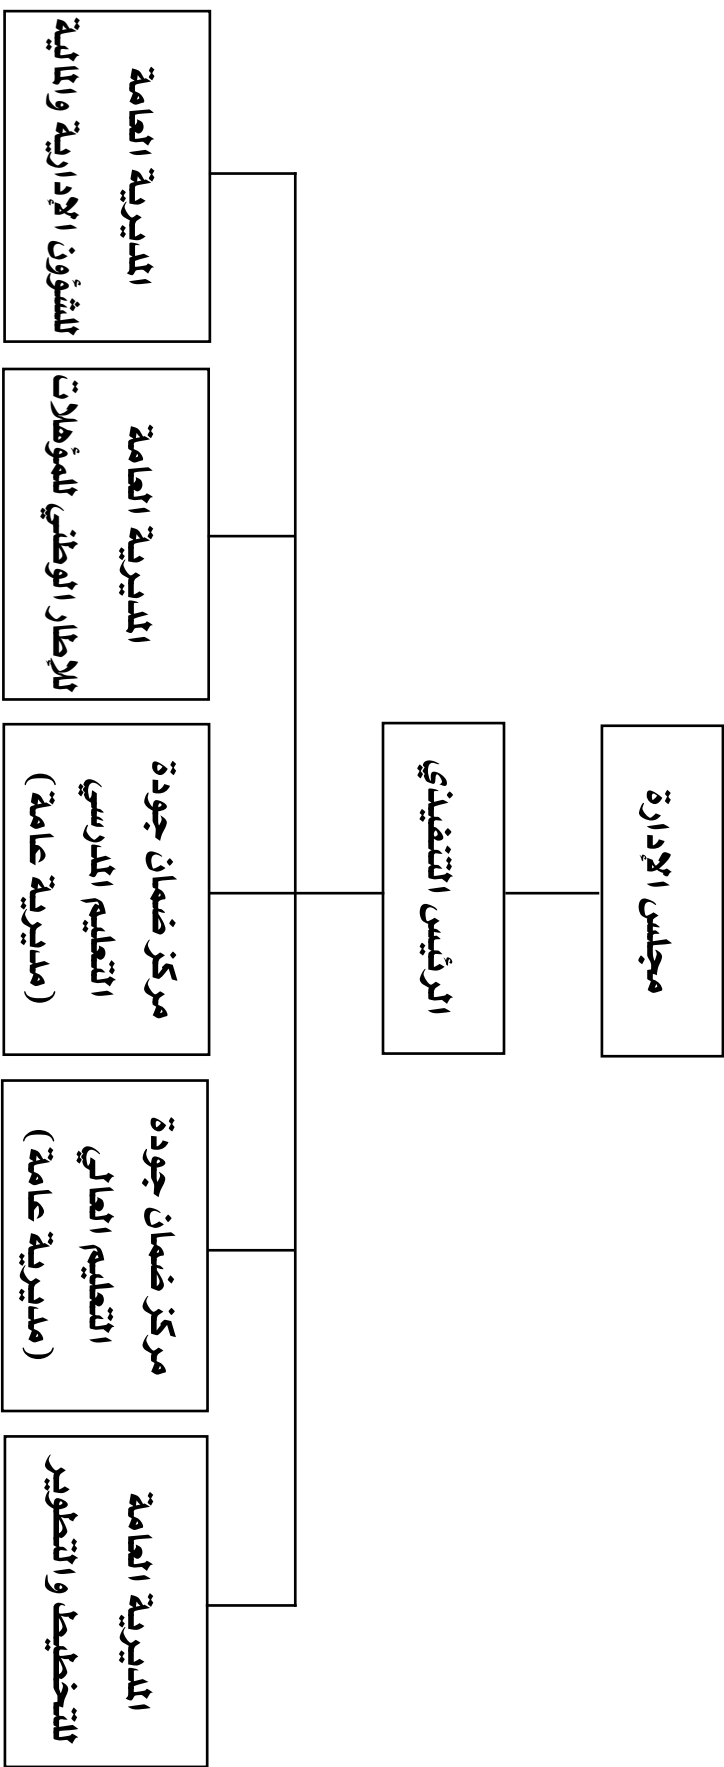 مجلس الإدارة
الرئيس التنفيذي
المديرية العامة
للتخطيط والتطوير
مركز ضمان جودة
التعليم العالي
(مديرية عامة)
مركز ضمان جودة
التعليم المدرسي
(مديرية عامة)
المديرية العامة
للإطار الوطني للمؤهلات
المديرية العامة
للشؤون الإدارية والمالية